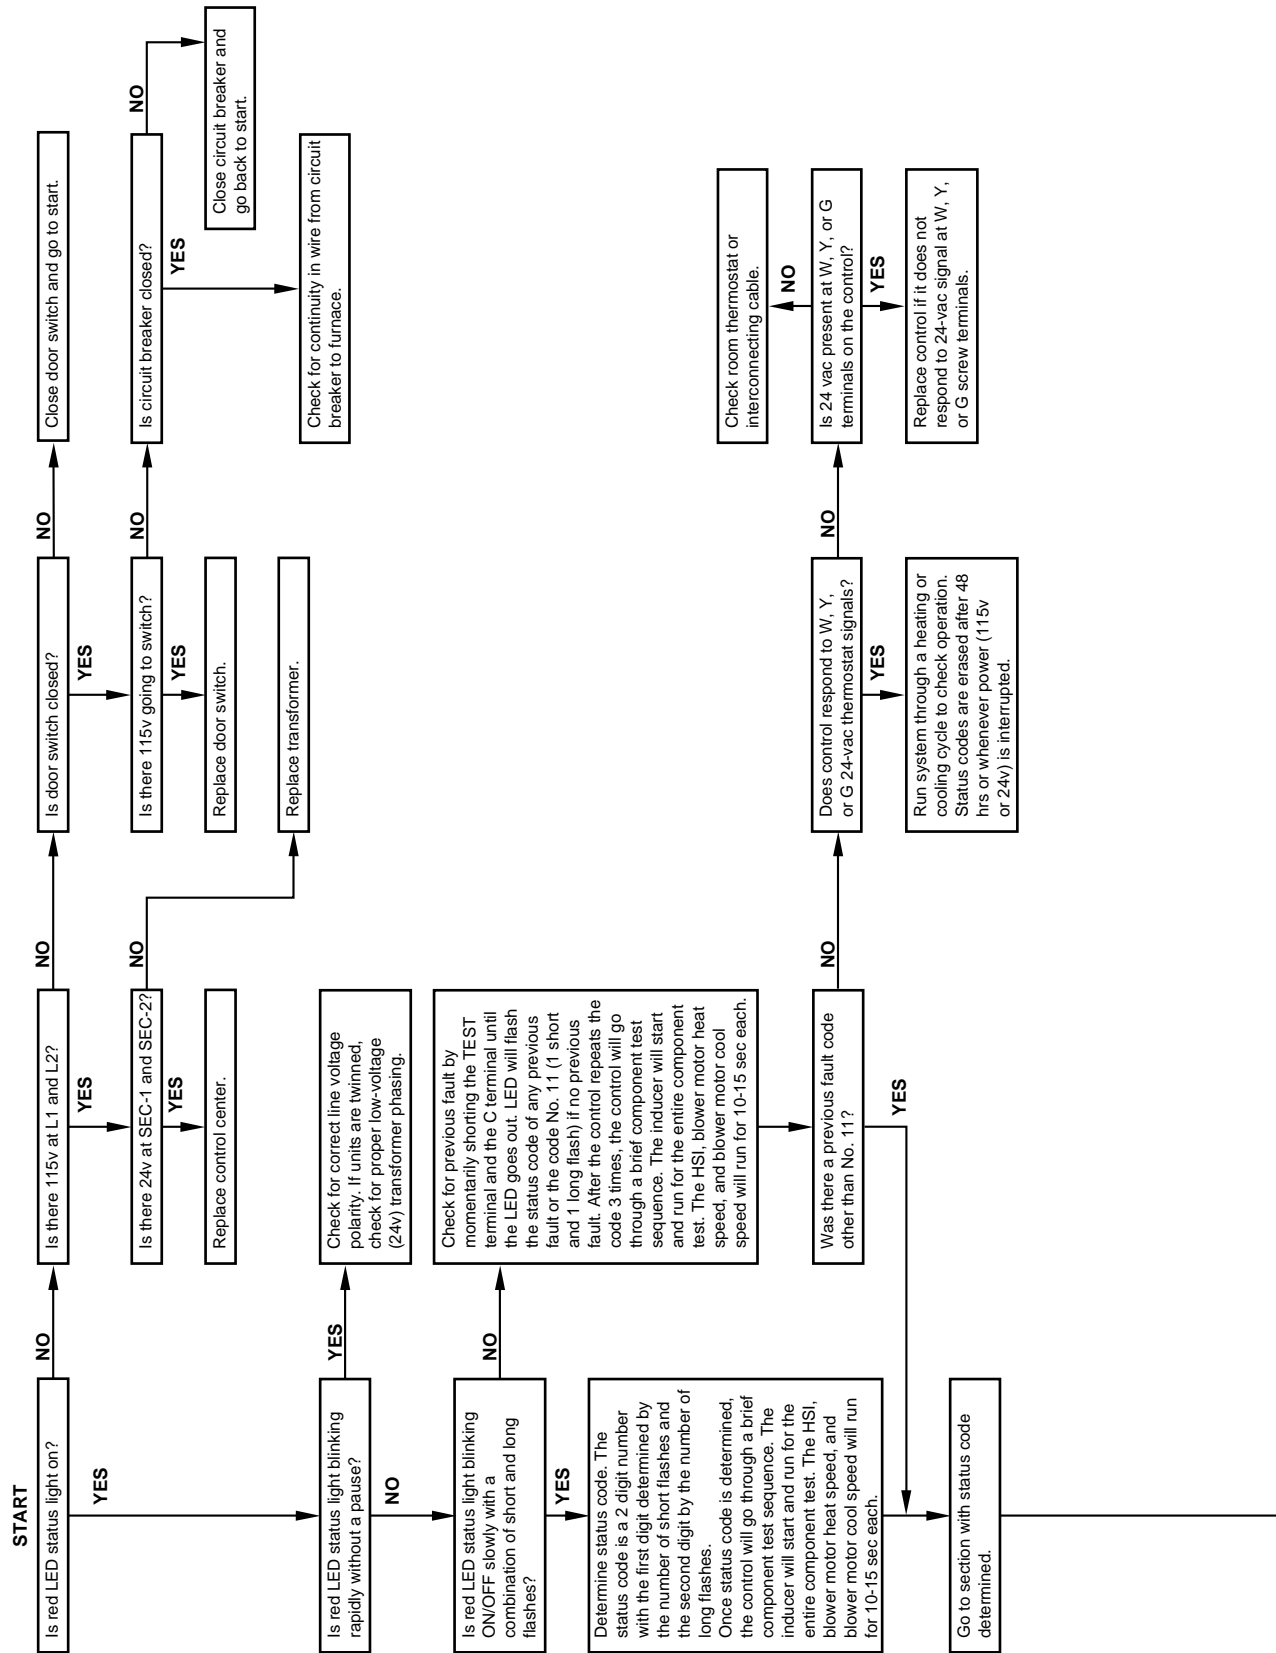 START
Is red LED status light on?
NO
YES
Is there 115v at L1 and L2?
NO
YES
Is door switch closed?
NO
YES
Close door switch and go to start.
Is there 24v at SEC-1 and SEC-2?
NO
YES
Is there 115v going to switch?
NO
YES
Is circuit breaker closed?
NO
YES
Replace control center.
Replace door switch.
Close circuit breaker and
go back to start.
Replace transformer.
Check for continuity in wire from circuit
breaker to furnace.
Is red LED status light blinking
rapidly without a pause?
YES
NO
Check for correct line voltage
polarity. If units are twinned,
check for proper low-voltage
(24v) transformer phasing.
Is red LED status light blinking
ON/OFF slowly with a
combination of short and long
flashes?
NO
YES
Check for previous fault by
momentarily shorting the TEST
terminal and the C terminal until
the LED goes out. LED will flash
the status code of any previous
fault or the code No. 11 (1 short
and 1 long flash) if no previous
fault. After the control repeats the
code 3 times, the control will go
through a brief component test
sequence. The inducer will start
and run for the entire component
test. The HSI, blower motor heat
speed, and blower motor cool
speed will run for 10-15 sec each.
Determine status code. The
status code is a 2 digit number
with the first digit determined by
the number of short flashes and
the second digit by the number of
long flashes.
Once status code is determined,
the control will go through a brief
component test sequence. The
inducer will start and run for the
entire component test. The HSI,
blower motor heat speed, and
blower motor cool speed will run
for 10-15 sec each.
Was there a previous fault code
other than No. 11?
NO
YES
Does control respond to W, Y,
or G 24-vac thermostat signals?
NO
YES
Check room thermostat or
interconnecting cable.
NO
Is 24 vac present at W, Y, or G
terminals on the control?
YES
Run system through a heating or
cooling cycle to check operation.
Status codes are erased after 48
hrs or whenever power (115v
or 24v) is interrupted.
Replace control if it does not
respond to 24-vac signal at W, Y,
or G screw terminals.
Go to section with status code
determined.